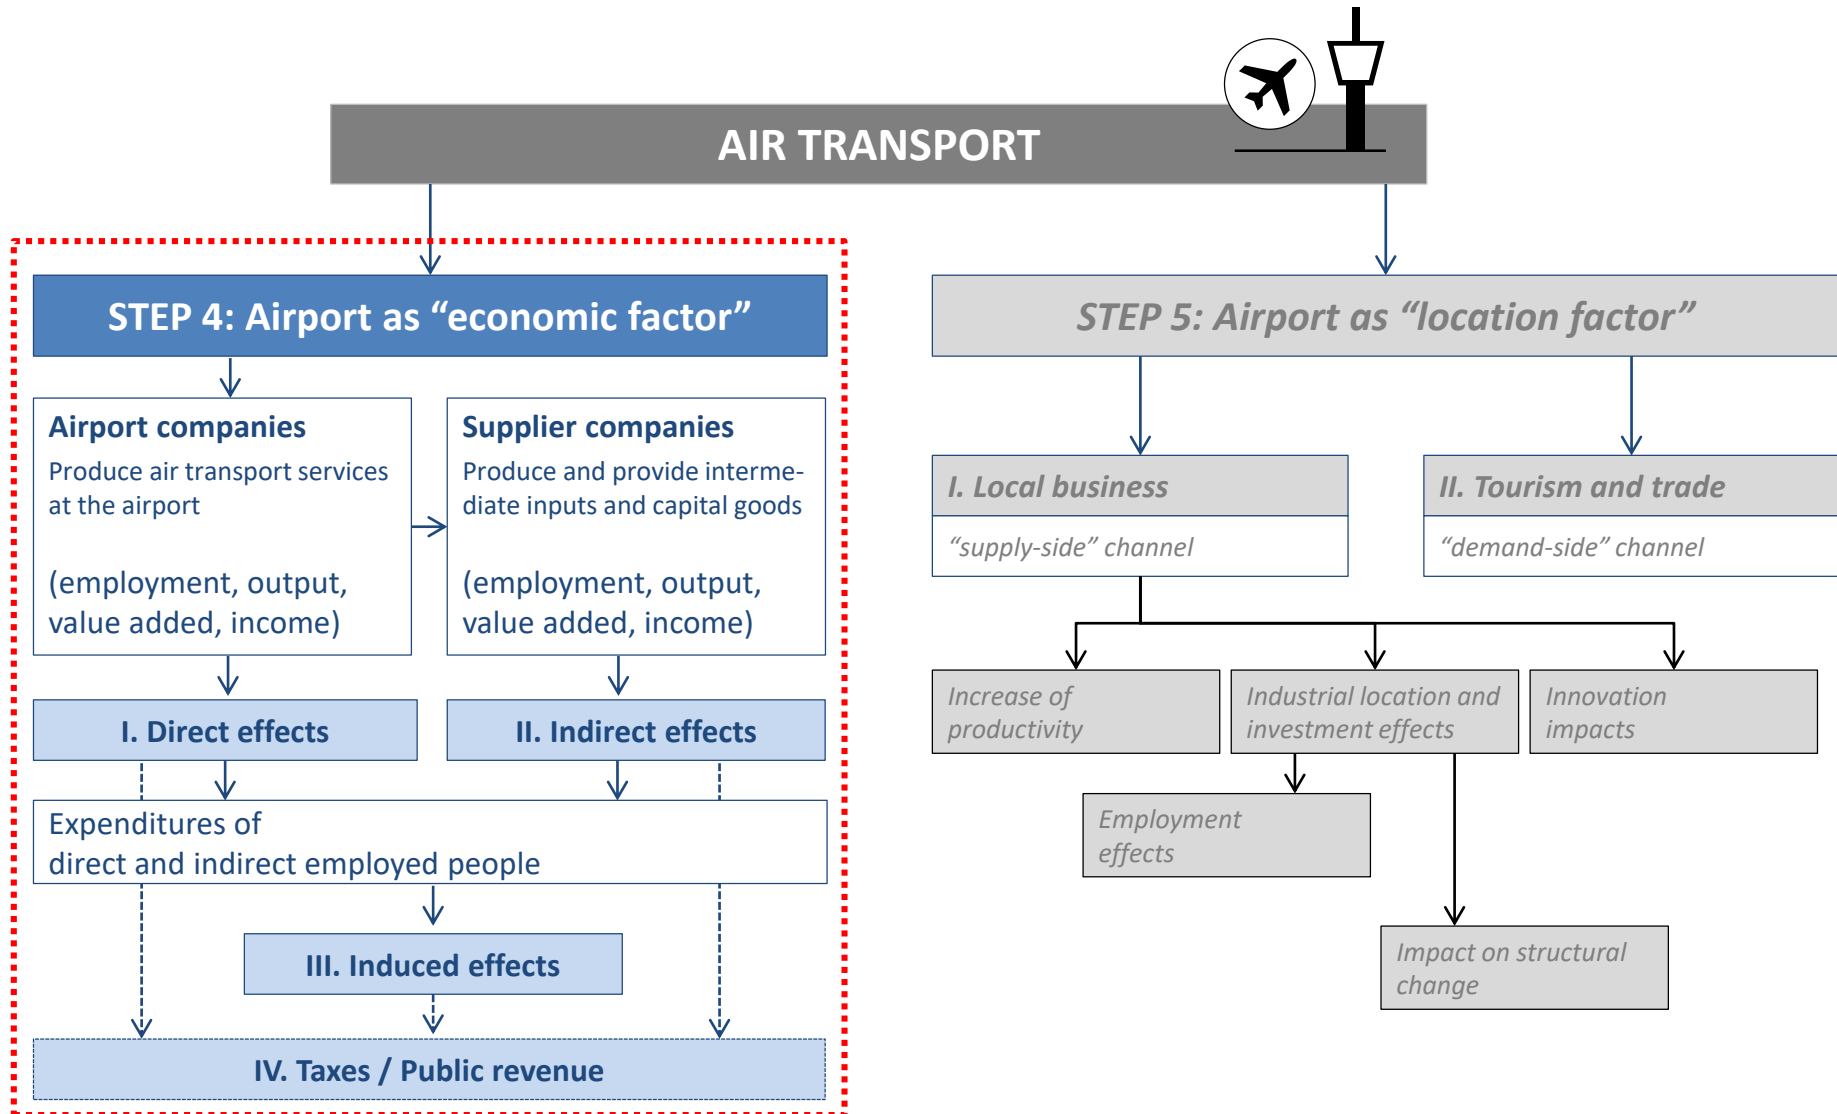 AIR TRANSPORT
STEP 4: Airport as “economic factor”
Airport companies
Produce air transport services
at the airport
(employment, output,
value added, income)
Supplier companies
Produce and provide interme-
diate inputs and capital goods
(employment, output,
value added, income)
I. Direct effects
II. Indirect effects
Expenditures of
direct and indirect employed people
III. Induced effects
IV. Taxes / Public revenue
STEP 5: Airport as “location factor”
I. Local business
“supply-side” channel
II. Tourism and trade
“demand-side” channel
Increase of
productivity
Industrial location and
investment effects
Innovation
impacts
Employment
effects
Impact on structural
change